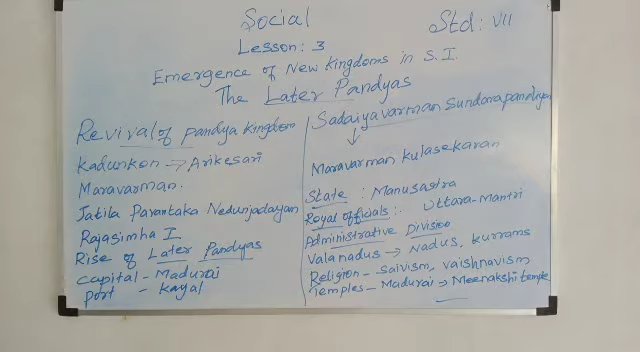 Social
Std: VII
Lesson: 3
Emergence of New Kingdoms in S.I.
The Later Pandyas
Revival of Pandya Kingdom
Kadunkon → Arikesari
Maravarman.
Jatila Parantaka Nedunjadayan
Rajasimha I
Rise of Later Pandyas
Capital - Madurai
Port - Kayal
Sadaiyavarman Sundarapandyan
↓
Maravarman Kulasekaran
State : Manusastra
Royal officials: Uttara-Mantri
Administrative Division
Valanadus → Nadus, Kurrams
Religion - Saivism, Vaishnavism
Temples - Madurai → Meenakshi temple